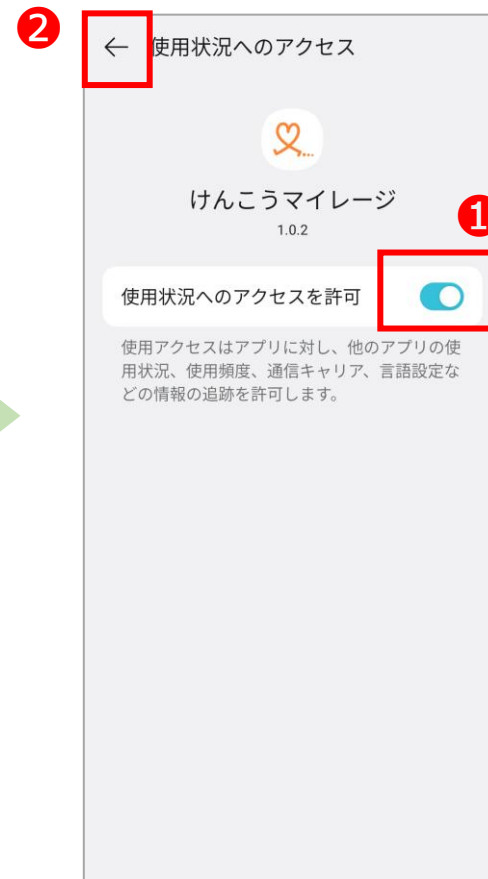 ❷
← 使用状況へのアクセス
けんこうマイレージ
1.0.2
❶
使用状況へのアクセスを許可
使用アクセスはアプリに対し、他のアプリの使
用状況、使用頻度、通信キャリア、言語設定な
どの情報の追跡を許可します。